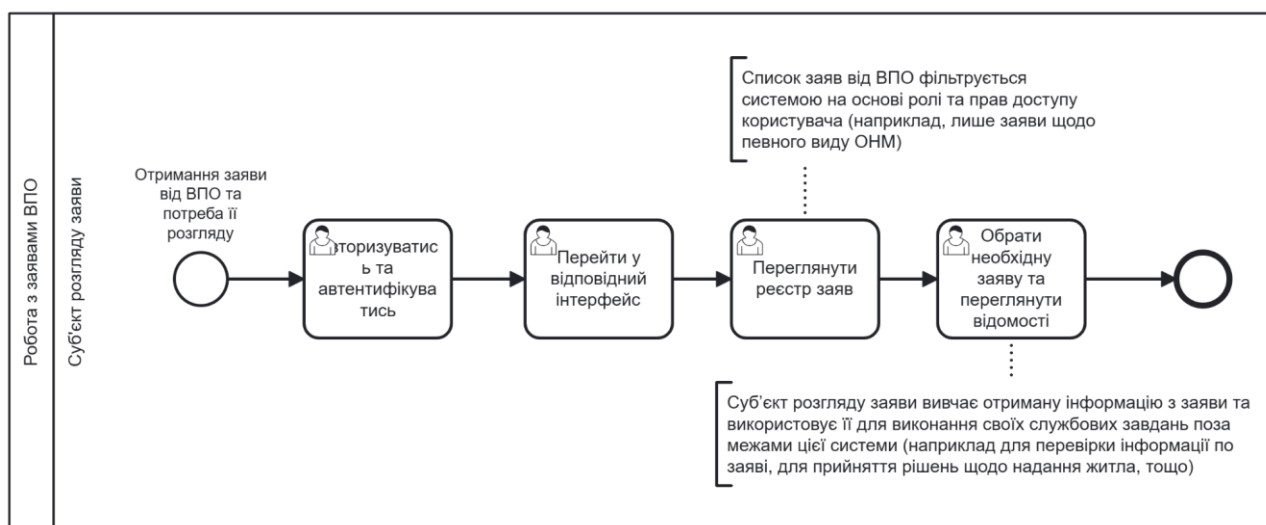 Робота з заявами ВПО
Суб'єкт розгляду заяви
Отримання заяви
від ВПО та
потреба її
розгляду
вторизуватис
ь та
автентифікува
тись
Перейти у
відповідний
інтерфейс
Список заяв від ВПО фільтрується
системою на основі ролі та прав доступу
користувача (наприклад, лише заяви щодо
певного виду ОНМ)
Переглянути
реєстр заяв
Обрати
необхідну
заяву та
переглянути
відомості
Суб'єкт розгляду заяви вивчає отриману інформацію з заяви та
використовує її для виконання своїх службових завдань поза
межами цієї системи (наприклад для перевірки інформації по
заяві, для прийняття рішень щодо надання житла, тощо)